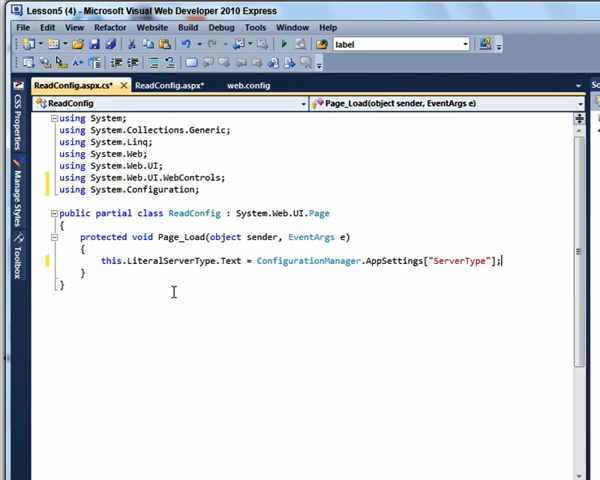 Lesson5 (4) - Microsoft Visual Web Developer 2010 Express
File Edit View Refactor Website Build Debug Tools Window Help
label
ReadConfig.aspx.cs* ReadConfig.aspx* web.config
ReadConfig Page_Load(object sender, EventArgs e)
CSS Properties
Manage Styles
Toolbox
So
using System;
using System.Collections.Generic;
using System.Linq;
using System.Web;
using System.Web.UI;
using System.Web.UI.WebControls;
using System.Configuration;
public partial class ReadConfig : System.Web.UI.Page
{
protected void Page_Load(object sender, EventArgs e)
{
this.LiteralServerType.Text = ConfigurationManager.AppSettings["ServerType"];
}
}